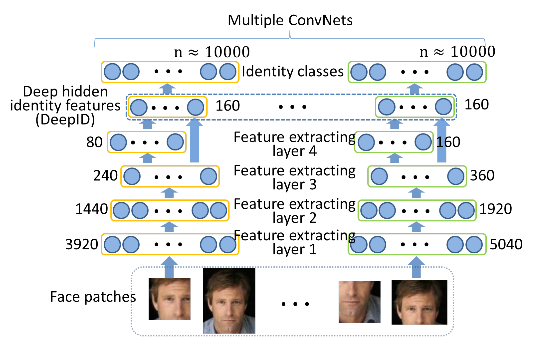 Multiple ConvNets
n ≈ 10000
n ≈ 10000
Identity classes
Deep hidden
identity features
(DeepID)
160
160
80
Feature extracting
layer 4
160
240
Feature extracting
layer 3
360
1440
Feature extracting
layer 2
1920
3920
Feature extracting
layer 1
5040
Face patches